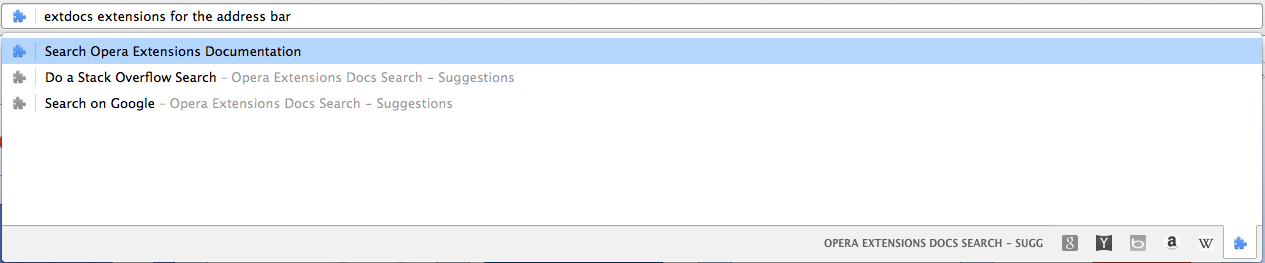 extdocs extensions for the address bar
Search Opera Extensions Documentation
Do a Stack Overflow Search – Opera Extensions Docs Search – Suggestions
Search on Google – Opera Extensions Docs Search – Suggestions
OPERA EXTENSIONS DOCS SEARCH – SUGG 8 Y b a W